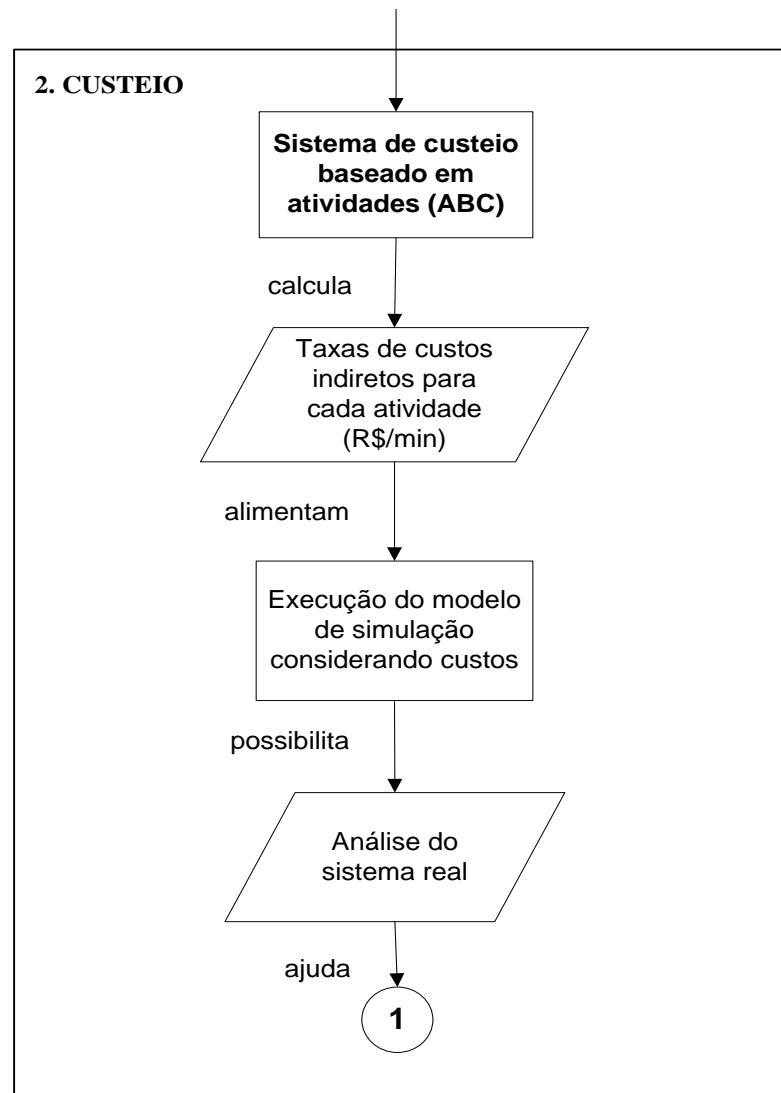 2. CUSTEIO
Sistema de custeio
baseado em
atividades (ABC)
calcula
Taxas de custos
indiretos para
cada atividade
(R$/min)
alimentam
Execução do modelo
de simulação
considerando custos
possibilita
Análise do
sistema real
ajuda
1